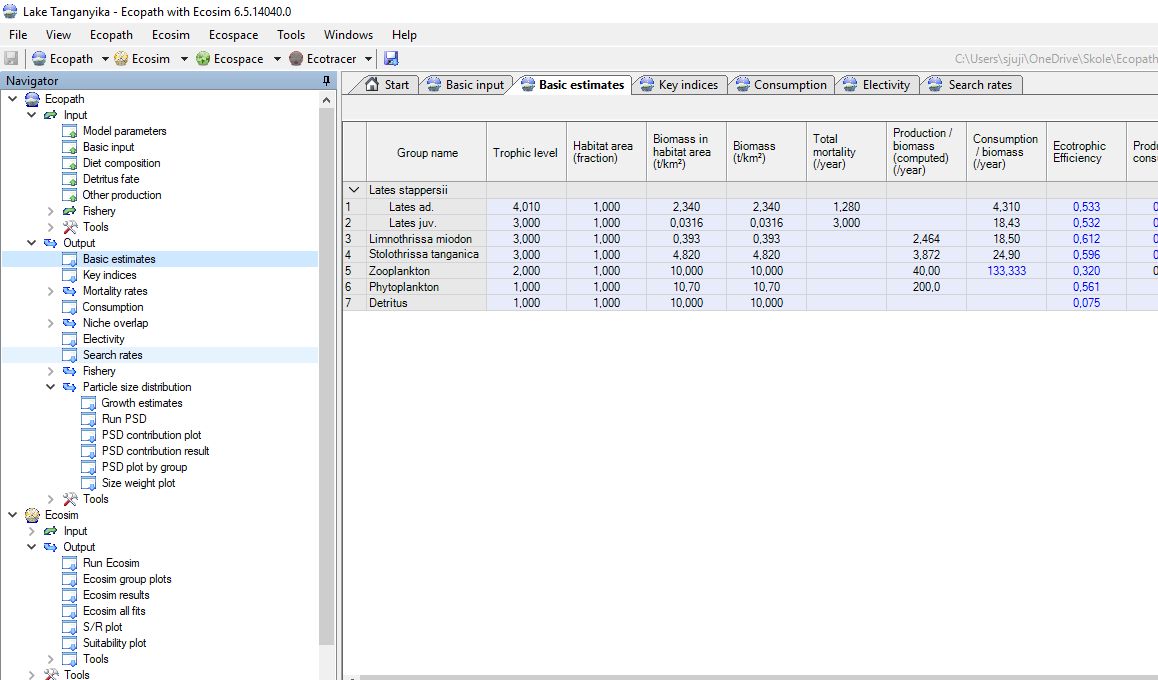 Lake Tanganyika - Ecopath with Ecosim 6.5.14040.0
File View Ecopath Ecosim Ecospace Tools Windows Help
Ecopath Ecosim Ecospace Ecotracer C:\Users\sjuji\OneDrive\Skole\Ecopath
Navigator
Ecopath
Input
Model parameters
Basic input
Diet composition
Detritus fate
Other production
Fishery
Tools
Output
Basic estimates
Key indices
Mortality rates
Consumption
Niche overlap
Electivity
Search rates
Fishery
Particle size distribution
Growth estimates
Run PSD
PSD contribution plot
PSD contribution result
PSD plot by group
Size weight plot
Tools
Ecosim
Input
Output
Run Ecosim
Ecosim group plots
Ecosim results
Ecosim all fits
S/R plot
Suitability plot
Tools
Tools
Start Basic input Basic estimates Key indices Consumption Electivity Search rates
Group name Trophic level Habitat area (fraction) Biomass in habitat area (t/km²) Biomass (t/km²) Total mortality (/year) Production / biomass (computed) (/year) Consumption / biomass (/year) Ecotrophic Efficiency Produ consu
Lates stappersii
1 Lates ad. 4,010 1,000 2,340 2,340 1,280 4,310 0,533 0
2 Lates juv. 3,000 1,000 0,0316 0,0316 3,000 18,43 0,532 0
3 Limnothrissa miodon 3,000 1,000 0,393 0,393 2,464 18,50 0,612 0
4 Stolothrissa tanganica 3,000 1,000 4,820 4,820 3,872 24,90 0,596 0
5 Zooplankton 2,000 1,000 10,000 10,000 40,00 133,333 0,320 0
6 Phytoplankton 1,000 1,000 10,70 10,70 200,0 0,561
7 Detritus 1,000 1,000 10,000 10,000 0,075